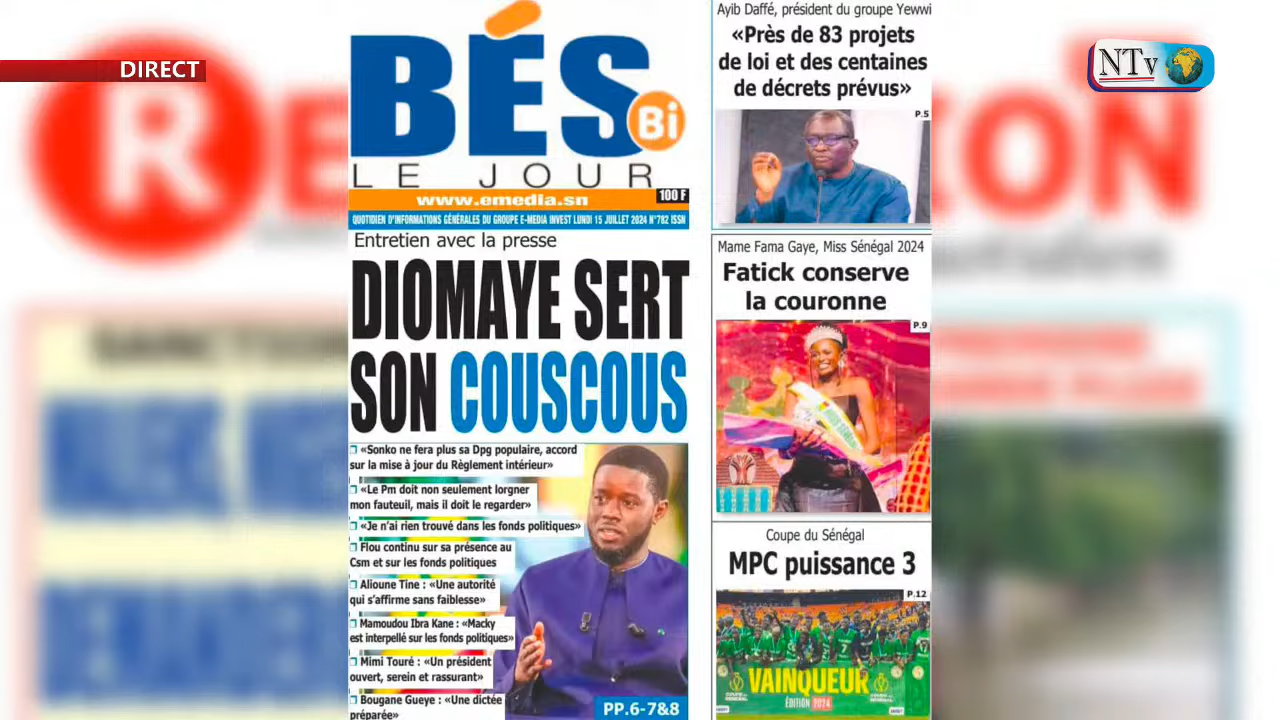 DIRECT
NTv
BÉS
Bi
LE JOUR
www.emedia.sn
100 F
QUOTIDIEN D'INFORMATIONS GÉNÉRALES DU GROUPE E-MEDIA INVEST LUNDI 15 JUILLET 2024 N°782 ISSN
Entretien avec la presse
DIOMAYE SERT
SON COUSCOUS
«Sonko ne fera plus sa Dpg populaire, accord
sur la mise à jour du Règlement intérieur»
«Le Pm doit non seulement lorgner
mon fauteuil, mais il doit le regarder»
«Je n'ai rien trouvé dans les fonds politiques»
Flou continu sur sa présence au
Csm et sur les fonds politiques
Alioune Tine : «Une autorité
qui s'affirme sans faiblesse»
Mamoudou Ibra Kane : «Macky
est interpellé sur les fonds politiques»
Mimi Touré : «Un président
ouvert, serein et rassurant»
Bougane Gueye : «Une dictée
préparée»
PP.6-7&8
Ayib Daffé, président du groupe Yewwi
«Près de 83 projets
de loi et des centaines
de décrets prévus»
P.5
Mame Fama Gaye, Miss Sénégal 2024
Fatick conserve
la couronne
P.9
Coupe du Sénégal
MPC puissance 3
P.12
VAINQUEUR
ÉDITION 2024